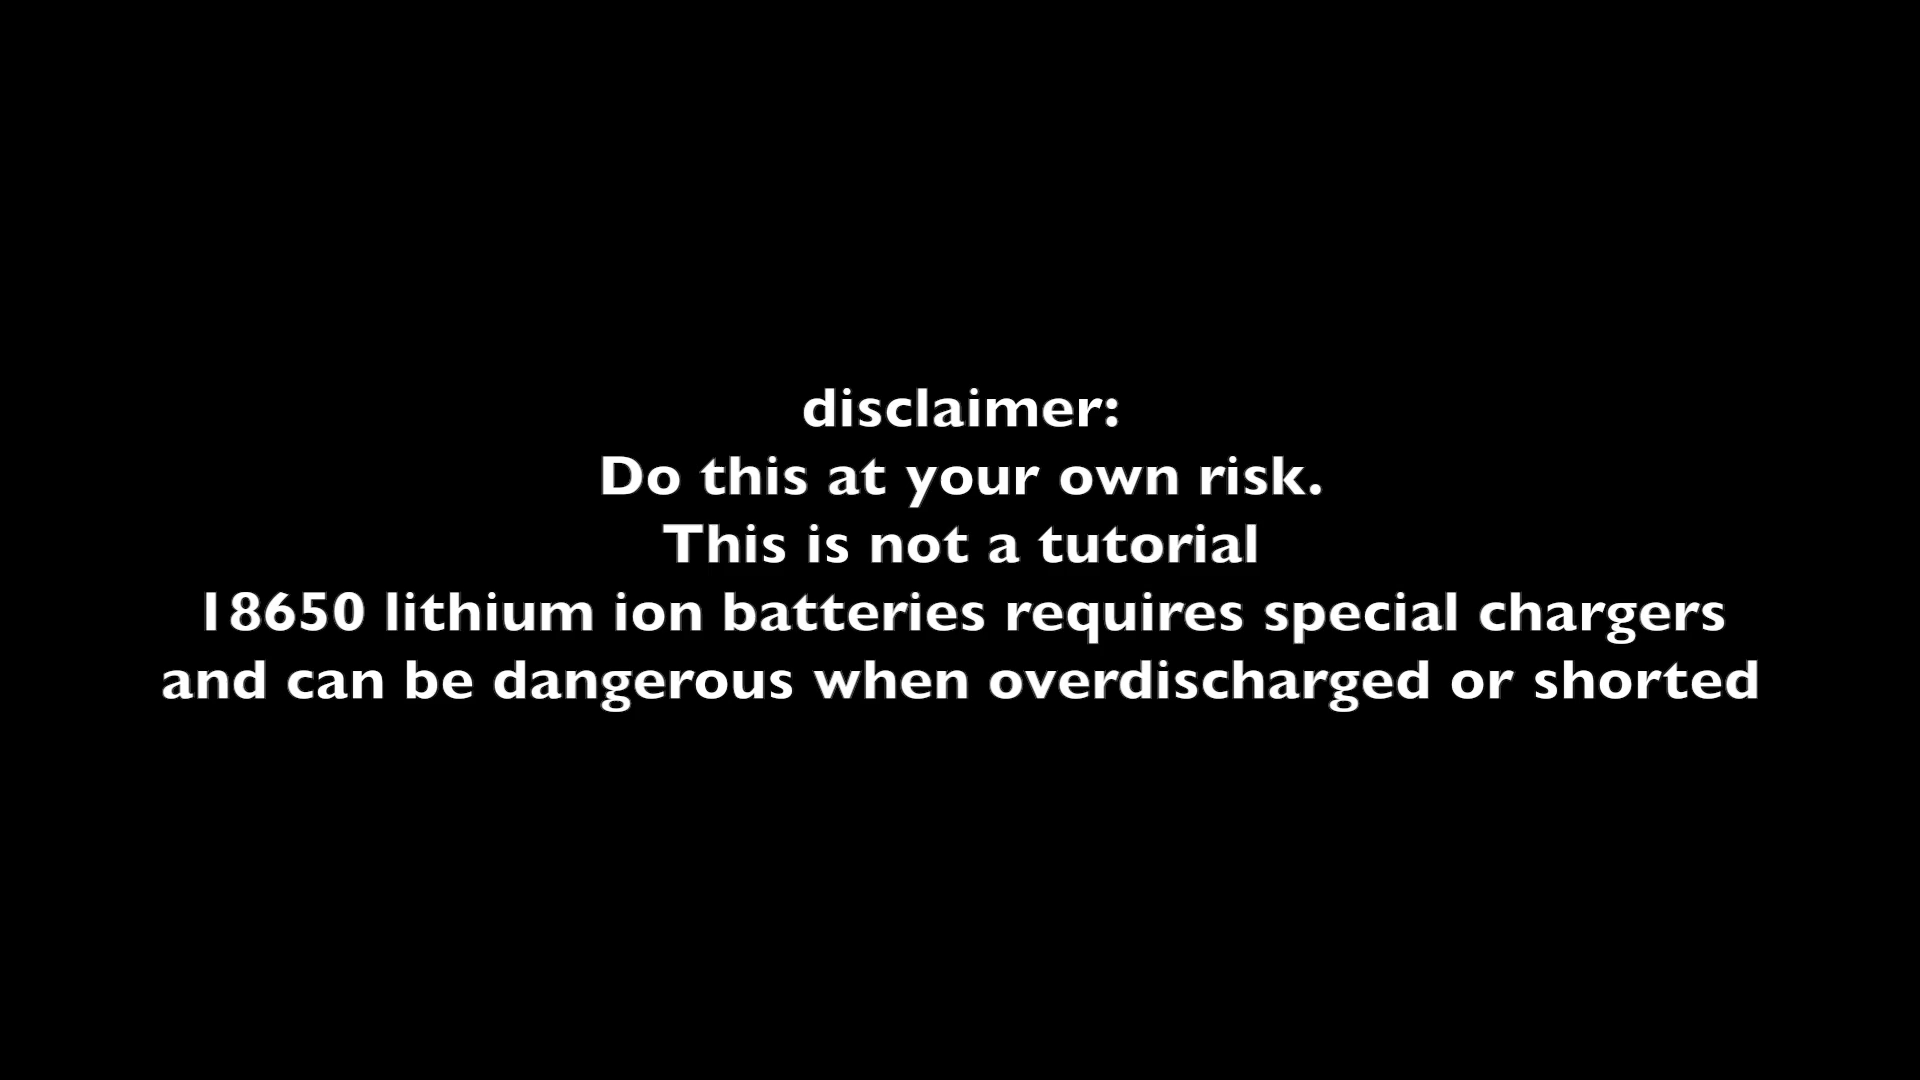 disclaimer:
Do this at your own risk.
This is not a tutorial
18650 lithium ion batteries requires special chargers
and can be dangerous when overdischarged or shorted